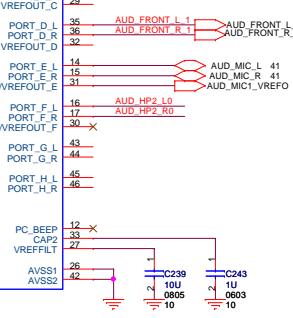 VREFOUT_C 29
PORT_D_L 35 AUD_FRONT_L_1 AUD_FRONT_L
PORT_D_R 36 AUD_FRONT_R_1 AUD_FRONT_R
VREFOUT_D 32
PORT_E_L 14 AUD_MIC_L 41
PORT_E_R 15 AUD_MIC_R 41
VREFOUT_E 31 AUD_MIC1_VREFO
PORT_F_L 16 AUD_HP2_L0
PORT_F_R 17 AUD_HP2_R0
VREFOUT_F 30
PORT_G_L 43
PORT_G_R 44
PORT_H_L 45
PORT_H_R 46
PC_BEEP 12
CAP2 33
VREFFILT 27
AVSS1 26
AVSS2 42
1 C239 1 C243
10U 1U
2 0805 2 0603
10 10